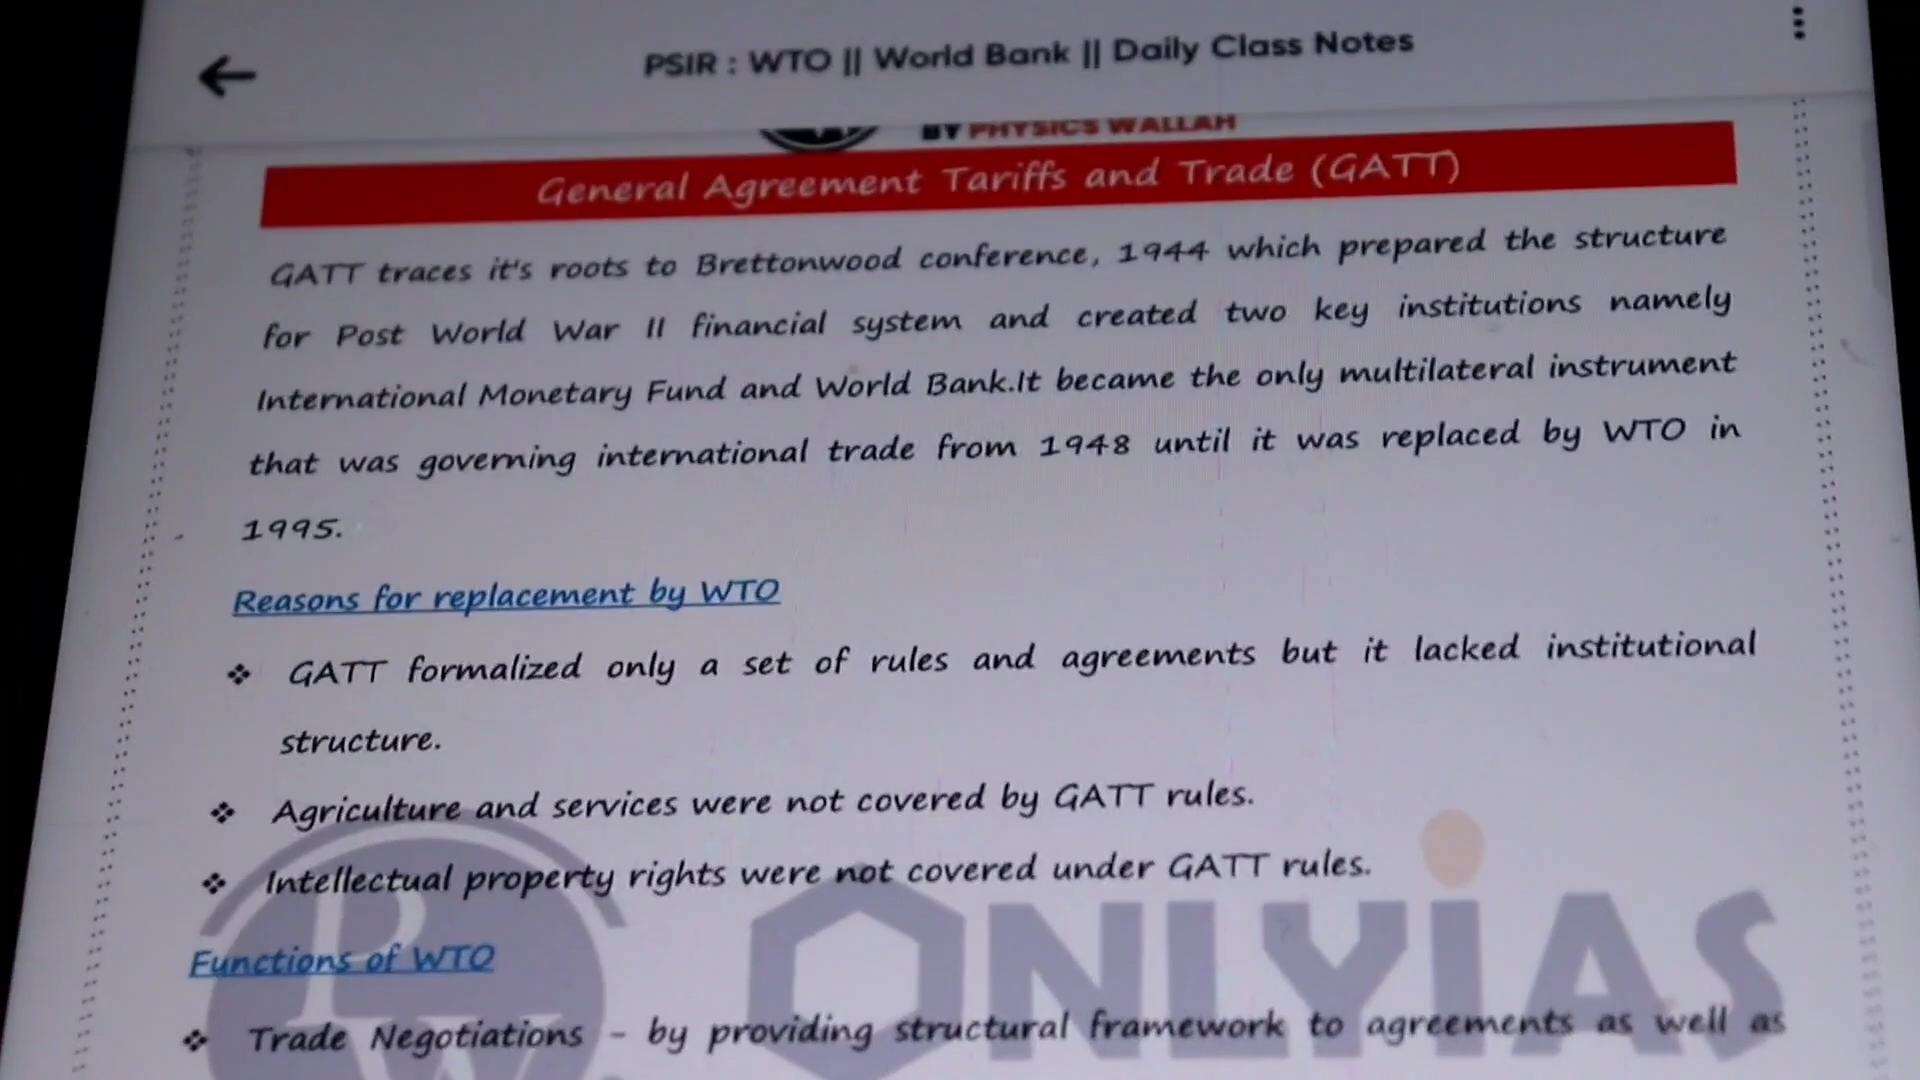 PSIR : WTO || World Bank || Daily Class Notes
BY PHYSICS WALLAH
General Agreement Tariffs and Trade (GATT)
GATT traces it's roots to Brettonwood conference, 1944 which prepared the structure
for Post World War II financial system and created two key institutions namely
International Monetary Fund and World Bank.It became the only multilateral instrument
that was governing international trade from 1948 until it was replaced by WTO in
1995.
Reasons for replacement by WTO
❖ GATT formalized only a set of rules and agreements but it lacked institutional
structure.
❖ Agriculture and services were not covered by GATT rules.
❖ Intellectual property rights were not covered under GATT rules.
Functions of WTO
❖ Trade Negotiations - by providing structural framework to agreements as well as
PW ONLYIAS